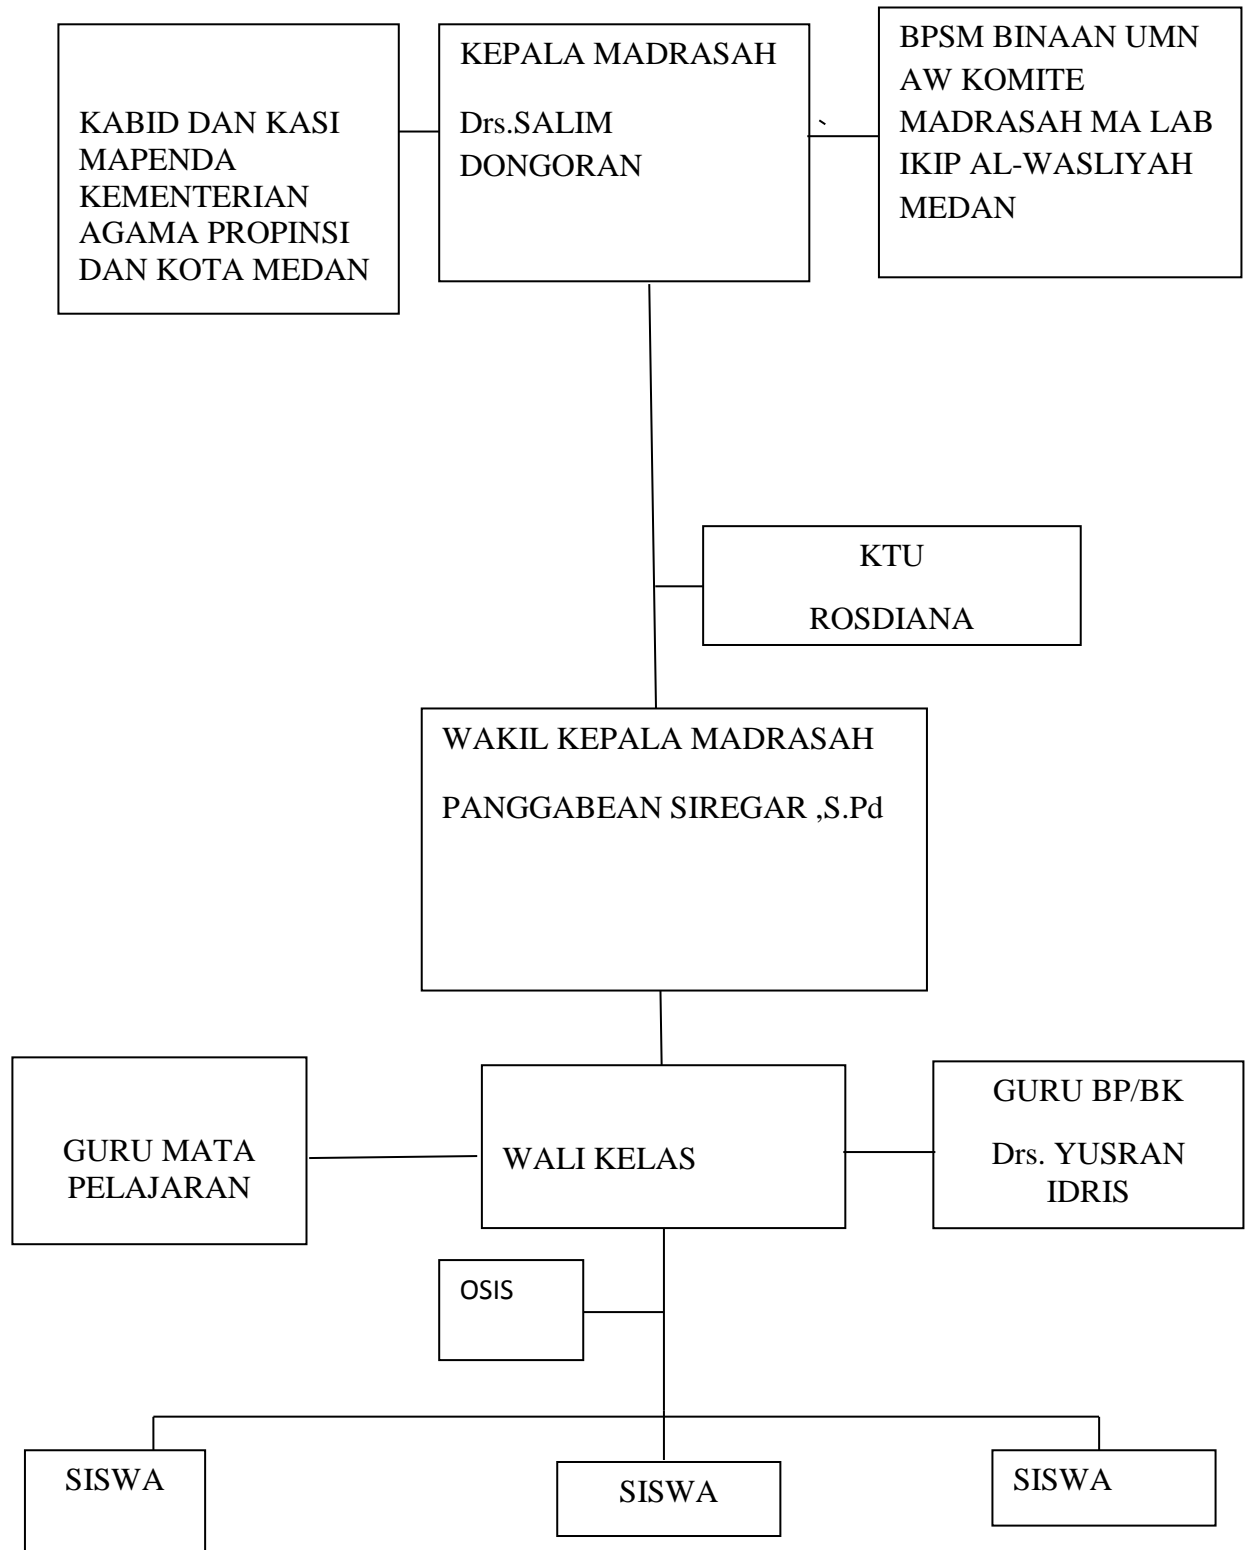 KABID DAN KASI
MAPENDA
KEMENTERIAN
AGAMA PROPINSI
DAN KOTA MEDAN
KEPALA MADRASAH
Drs.SALIM
DONGORAN
BPSM BINAAN UMN
AW KOMITE
MADRASAH MA LAB
IKIP AL-WASLIYAH
MEDAN
KTU
ROSDIANA
WAKIL KEPALA MADRASAH
PANGGABEAN SIREGAR ,S.Pd
GURU MATA
PELAJARAN
WALI KELAS
GURU BP/BK
Drs. YUSRAN
IDRIS
OSIS
SISWA
SISWA
SISWA